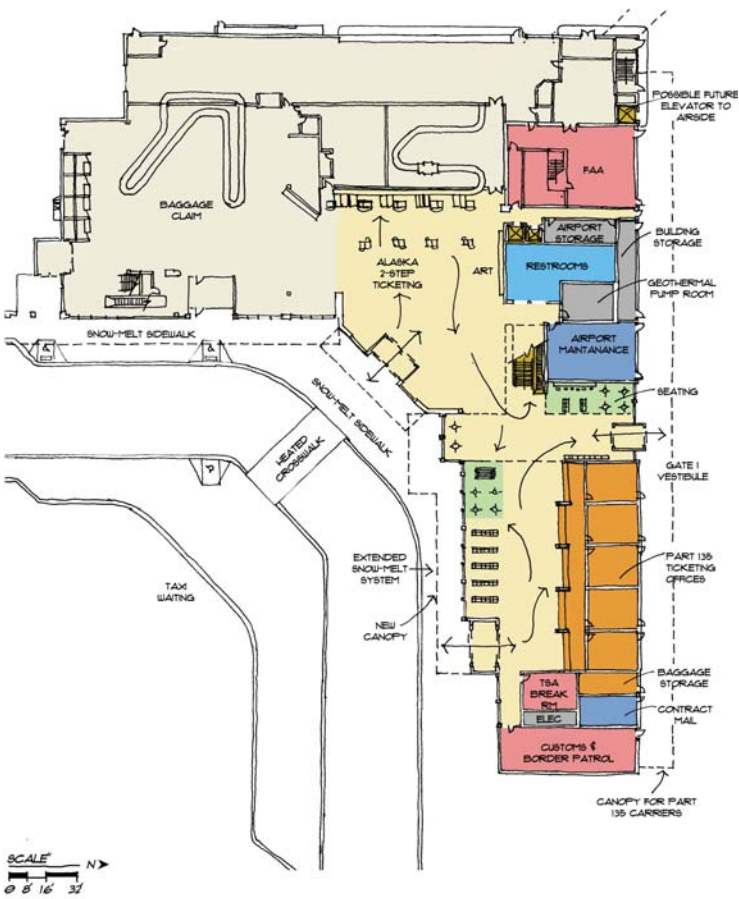 POSSIBLE FUTURE
ELEVATOR TO
AIRSIDE
FAA
BAGGAGE
CLAIM
AIRPORT
STORAGE
BUILDING
STORAGE
ALASKA
2-STEP
TICKETING
ART
RESTROOMS
GEOTHERMAL
PUMP ROOM
SNOW-MELT SIDEWALK
AIRPORT
MAINTANANCE
SNOW-MELT SIDEWALK
SEATING
HEATED
CROSSWALK
GATE 1
VESTIBULE
EXTENDED
SNOW-MELT
SYSTEM
PART 135
TICKETING
OFFICES
TAXI
WAITING
NEW
CANOPY
BAGGAGE
STORAGE
TSA
BREAK
RM.
ELEC
CONTRACT
MAIL
CUSTOMS &
BORDER PATROL
CANOPY FOR PART
135 CARRIERS
SCALE"
N
0 8' 16' 32'